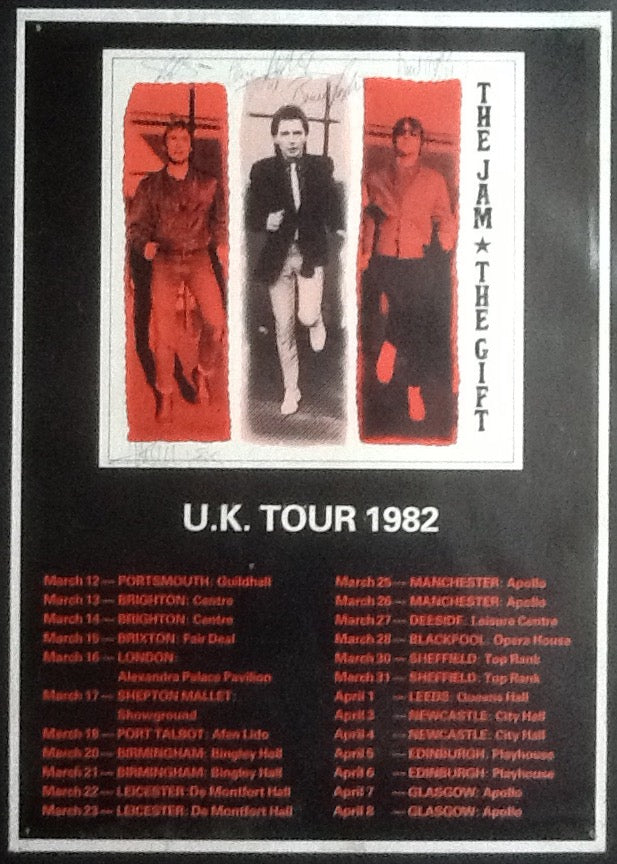 THE JAM ★ THE GIFT
U.K. TOUR 1982
March 12 — PORTSMOUTH: Guildhall
March 13 — BRIGHTON: Centre
March 14 — BRIGHTON: Centre
March 15 — BRIXTON: Fair Deal
March 16 — LONDON:
Alexandra Palace Pavilion
March 17 — SHEPTON MALLET:
Showground
March 18 — PORT TALBOT: Afan Lido
March 20 — BIRMINGHAM: Bingley Hall
March 21 — BIRMINGHAM: Bingley Hall
March 22 — LEICESTER: De Montfort Hall
March 23 — LEICESTER: De Montfort Hall
March 25 — MANCHESTER: Apollo
March 26 — MANCHESTER: Apollo
March 27 — DEESIDE: Leisure Centre
March 28 — BLACKPOOL: Opera House
March 30 — SHEFFIELD: Top Rank
March 31 — SHEFFIELD: Top Rank
April 1 — LEEDS: Queens Hall
April 3 — NEWCASTLE: City Hall
April 4 — NEWCASTLE: City Hall
April 5 — EDINBURGH: Playhouse
April 6 — EDINBURGH: Playhouse
April 7 — GLASGOW: Apollo
April 8 — GLASGOW: Apollo